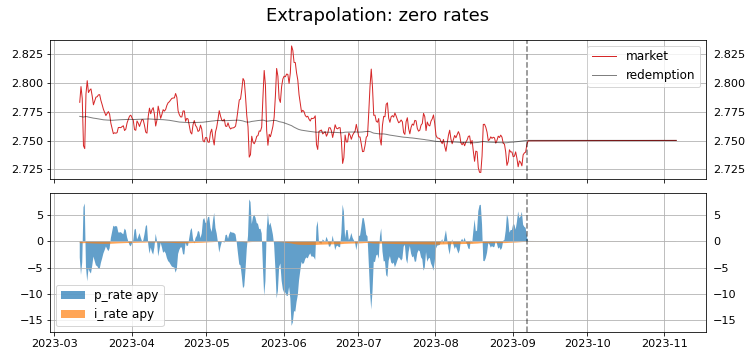 Extrapolation: zero rates
2.825 2.825
2.800 2.800
2.775 2.775
2.750 2.750
2.725 2.725
market
redemption
5 5
0 0
−5 −5
−10 −10
−15 −15
p_rate apy
i_rate apy
2023-03 2023-04 2023-05 2023-06 2023-07 2023-08 2023-09 2023-10 2023-11